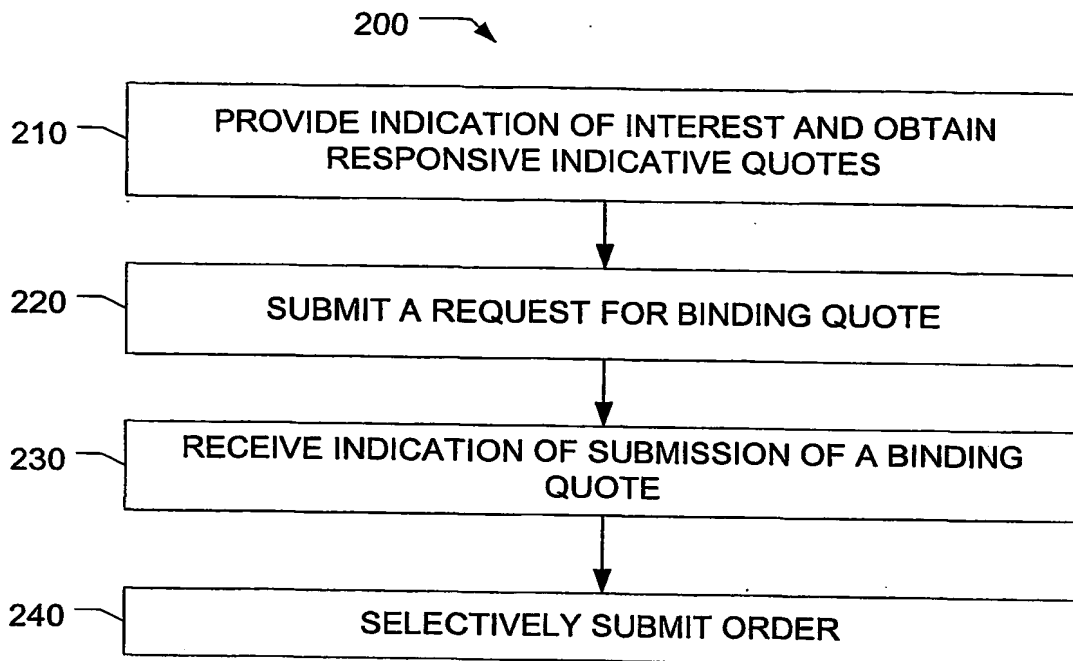 200
210
PROVIDE INDICATION OF INTEREST AND OBTAIN
RESPONSIVE INDICATIVE QUOTES
220
SUBMIT A REQUEST FOR BINDING QUOTE
230
RECEIVE INDICATION OF SUBMISSION OF A BINDING
QUOTE
240
SELECTIVELY SUBMIT ORDER